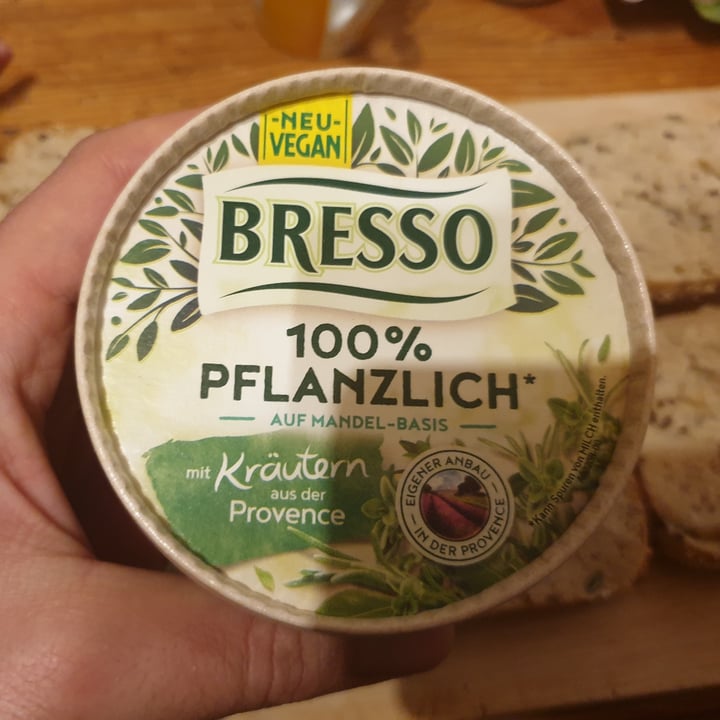 -NEU-
VEGAN
BRESSO
100%
PFLANZLICH*
AUF MANDEL-BASIS
mit Kräutern
aus der
Provence
EIGENER ANBAU
IN DER PROVENCE
*Kann Spuren von MILCH enthalten.